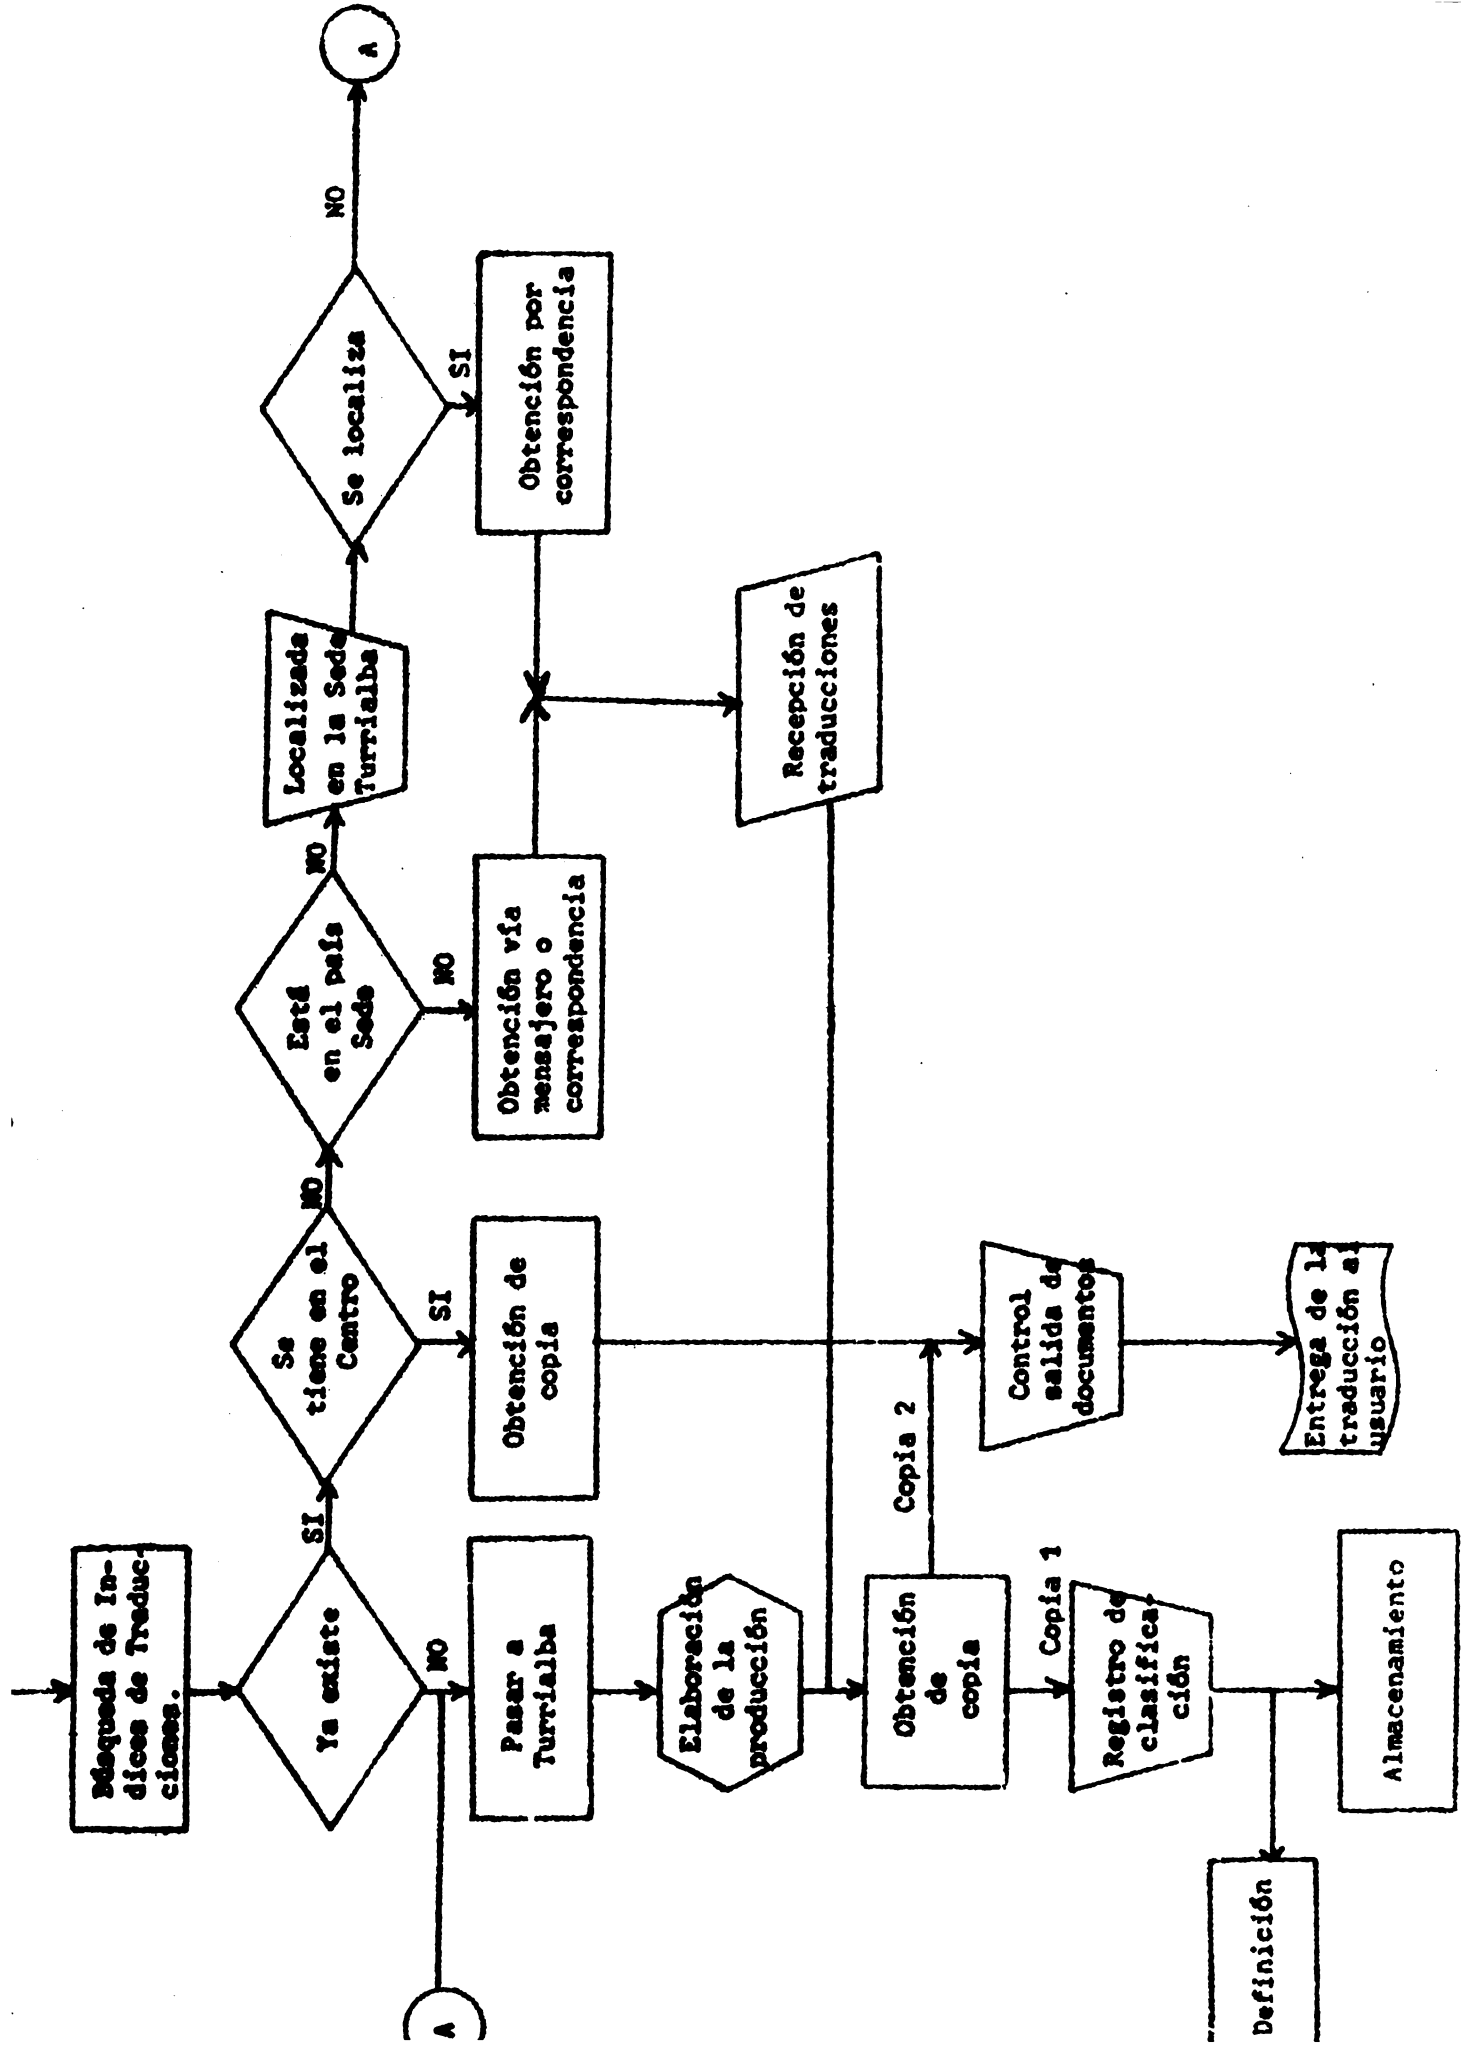 Búsqueda de In-
dices de Traduc-
ciones.
Ya existe
SI
NO
Se
tiene en el
Centro
NO
SI
Está
en el país
Sede
NO
NO
Localizada
en la Sede
Turrialba
Se localiza
NO
A
SI
A
Pasar a
Turrialba
Obtención de
copia
Obtención vía
mensajero o
correspondencia
Obtención por
correspondencia
Elaboración
de la
producción
Recepción de
traducciones
Obtención
de
copia
Copia 2
Control
salida de
documentos
Copia 1
Registro de
clasifica-
ción
Entrega de la
traducción al
usuario
Definición
Almacenamiento